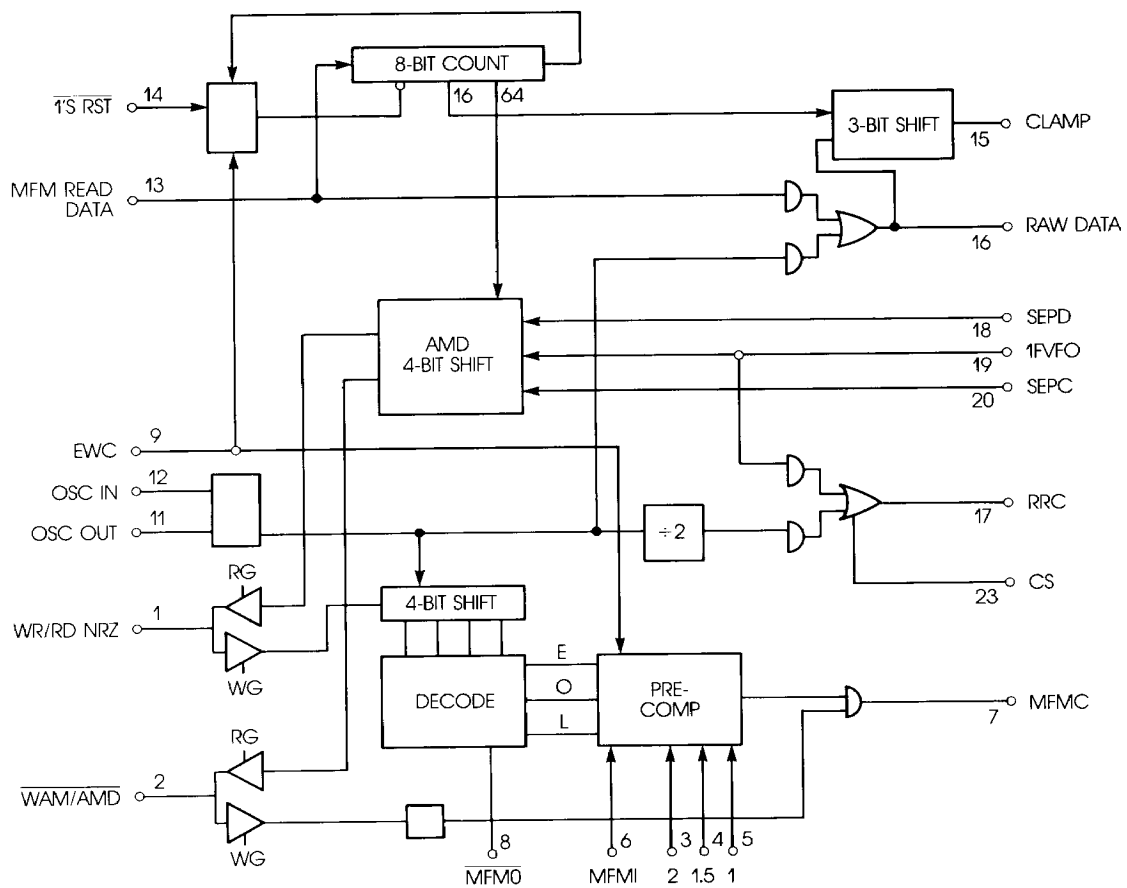 8-BIT COUNT
16 64
1'S RST 14
3-BIT SHIFT
15 CLAMP
MFM READ
DATA
13
16 RAW DATA
AMD
4-BIT SHIFT
18 SEPD
19 1FVFO
20 SEPC
EWC 9
OSC IN 12
OSC OUT 11
÷2
17 RRC
23 CS
RG
WR/RD NRZ 1
WG
4-BIT SHIFT
DECODE
E
O
L
PRE-
COMP
7 MFMC
RG
WAM/AMD 2
WG
8
MFM0
6 3 4 5
MFMI 2 1.5 1